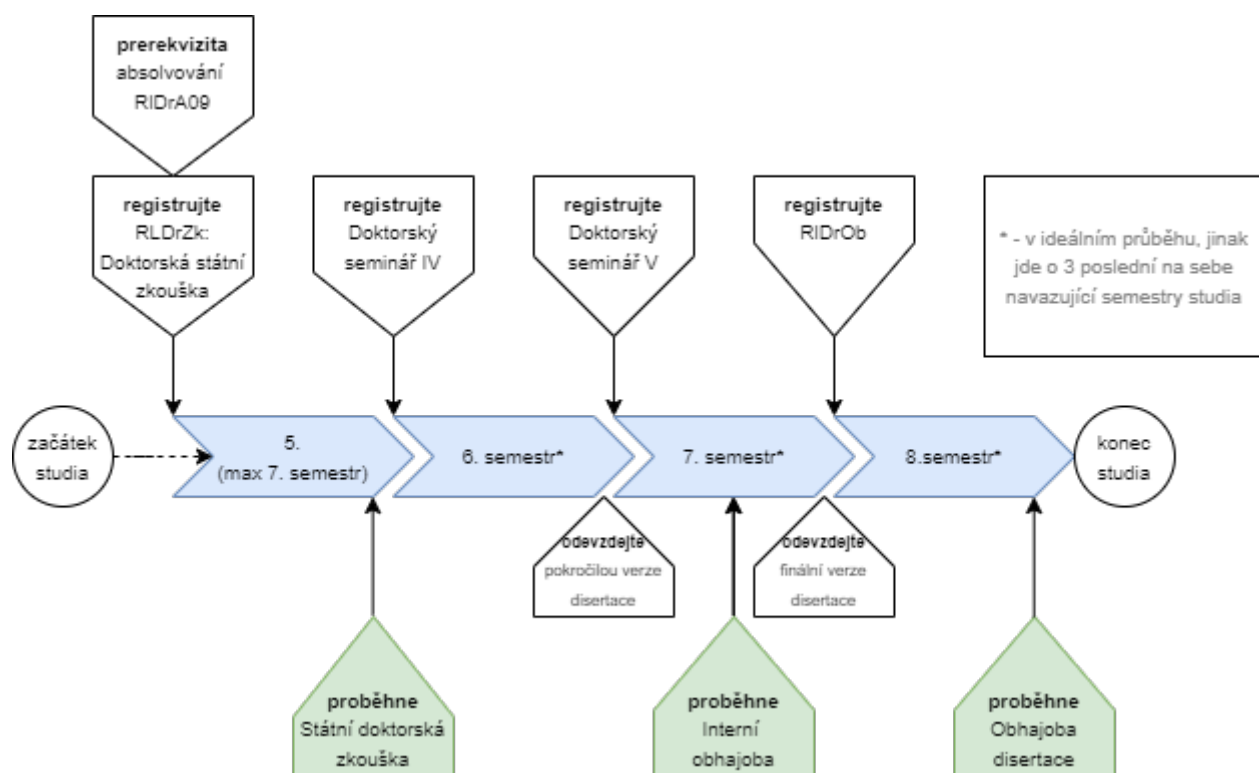 prerekvizita
absolvování
RIDrA09
registrujte
RLDrZk:
Doktorská státní
zkouška
registrujte
Doktorský
seminář IV
registrujte
Doktorský
seminář V
registrujte
RIDrOb
* - v ideálním průběhu, jinak
jde o 3 poslední na sebe
navazující semestry studia
začátek
studia
5.
(max 7. semestr)
6. semestr*
7. semestr*
8.semestr*
konec
studia
odevzdejte
pokročilou verze
disertace
odevzdejte
finální verze
disertace
proběhne
Státní doktorská
zkouška
proběhne
Interní
obhajoba
proběhne
Obhajoba
disertace